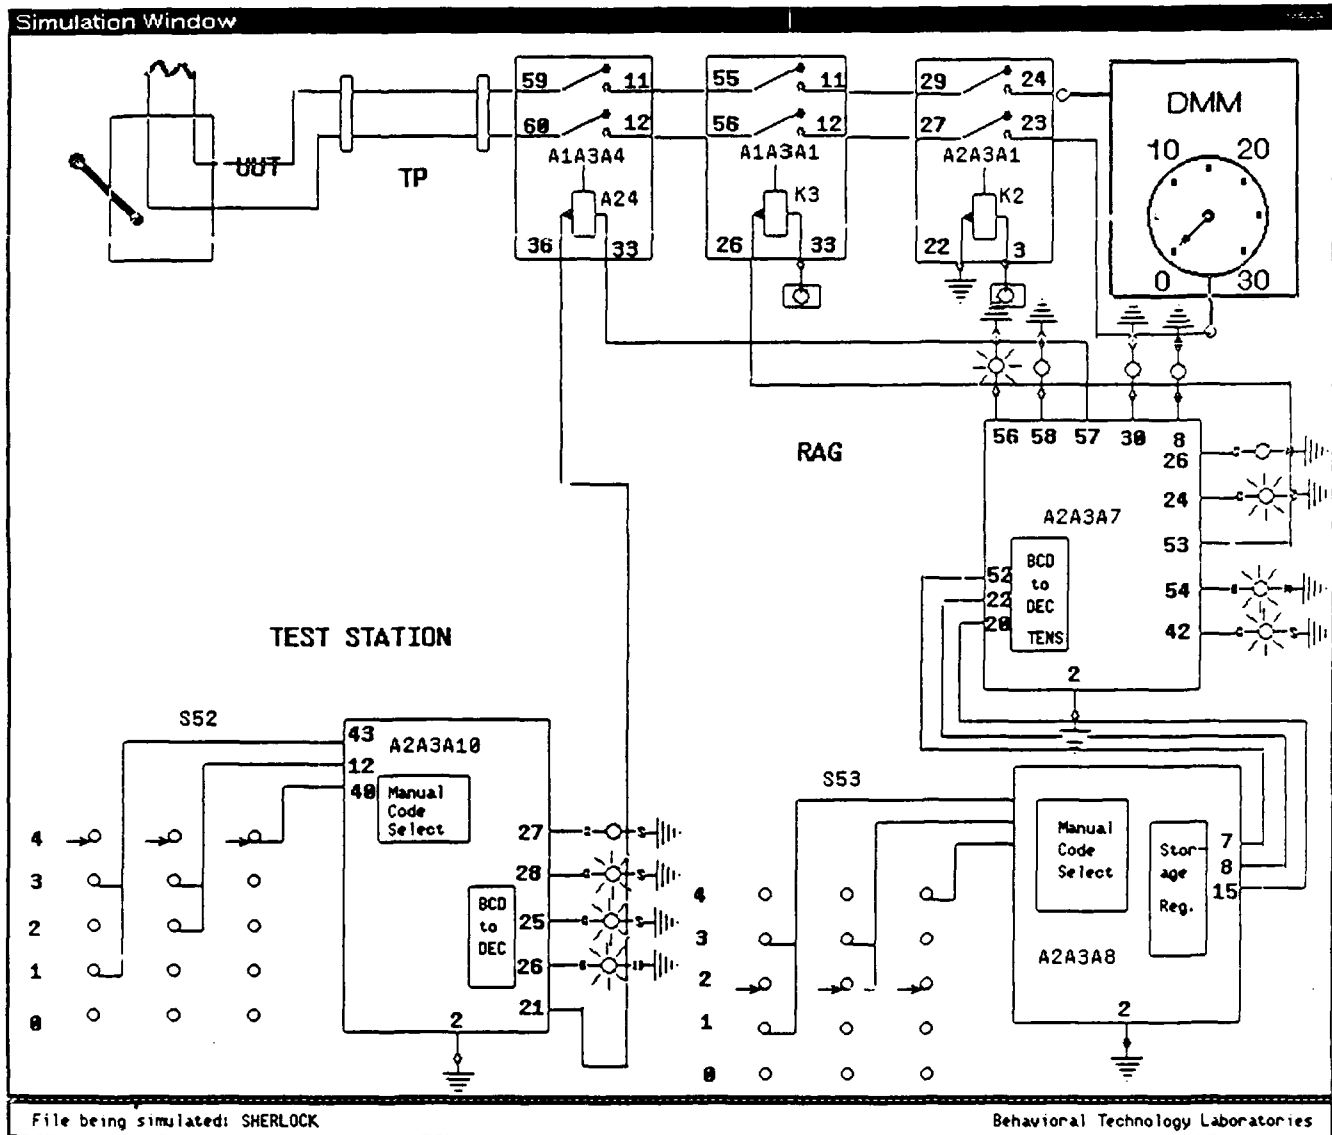 Simulation Window
59 11 55 11 29 24
60 12 56 12 27 23
DMM
10 20
0 30
UUT
TP
A1A3A4 A1A3A1 A2A3A1
A24 K3 K2
36 33 26 33 22 3
RAG
56 58 57 30 8
26
24
A2A3A7
53
52
22
20
BCD
to
DEC
TENS
54
42
2
TEST STATION
S52
43
12
40
A2A3A10
Manual
Code
Select
4
3
2
1
0
27
28
25
26
21
BCD
to
DEC
2
S53
4
3
2
1
0
Manual
Code
Select
Stor-
age
Reg.
7
8
15
A2A3A8
2
File being simulated: SHERLOCK
Behavioral Technology Laboratories